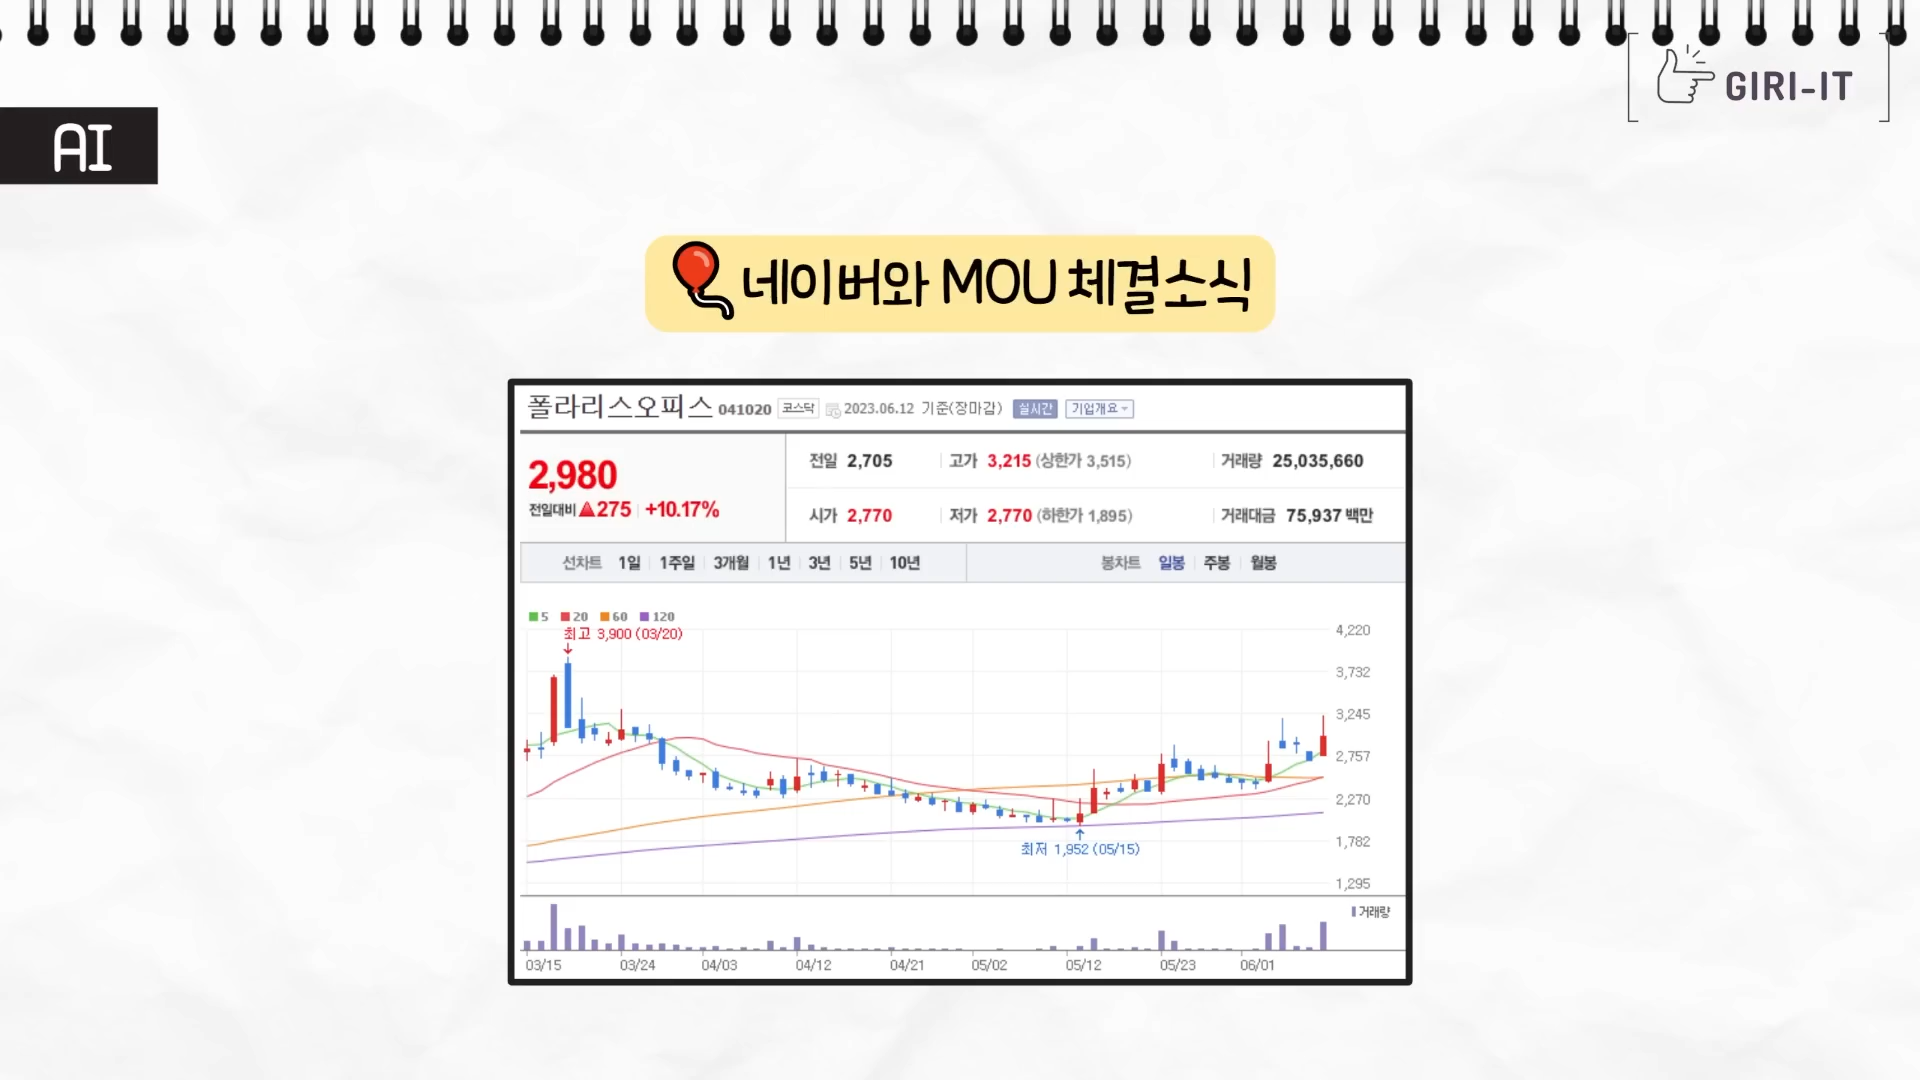 GIRI-IT
AI
네이버와 MOU 체결소식
폴라리스오피스 041020 코스닥 2023.06.12 기준(장마감) 실시간 기업개요
2,980
전일대비 ▲275 +10.17%
전일 2,705 고가 3,215 (상한가 3,515) 거래량 25,035,660
시가 2,770 저가 2,770 (하한가 1,895) 거래대금 75,937 백만
선차트 1일 1주일 3개월 1년 3년 5년 10년 봉차트 일봉 주봉 월봉
5 20 60 120
최고 3,900 (03/20)
4,220
3,732
3,245
2,757
2,270
1,782
1,295
최저 1,952 (05/15)
거래량
03/15 03/24 04/03 04/12 04/21 05/02 05/12 05/23 06/01